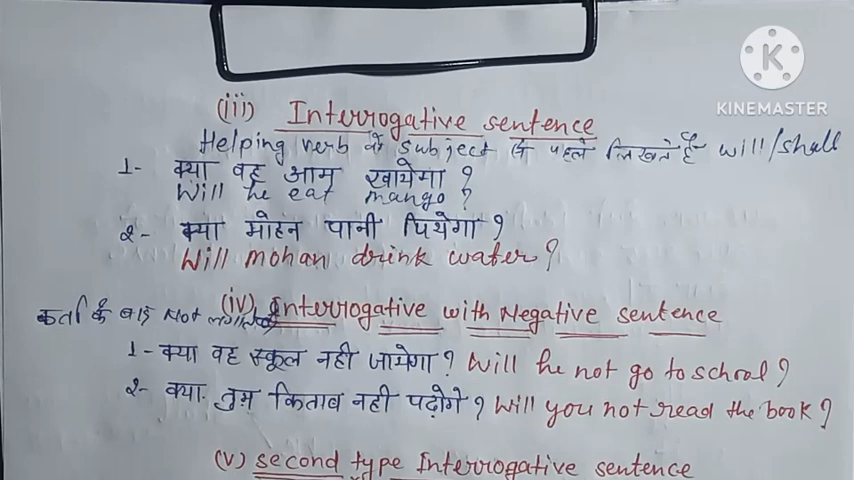 KINEMASTER
(iii) Interrogative sentence
Helping verb को subject के पहले लिखते हैं will/shall
1- क्या वह आम खायेगा ?
Will he eat mango ?
2- क्या मोहन पानी पियेगा ?
Will mohan drink water ?
(iv) Interrogative with Negative sentence
कर्ता के बाद Not
1- क्या वह स्कूल नही जायेगा ? Will he not go to school ?
2- क्या. तुम किताब नही पढ़ोगे ? Will you not read the book ?
(v) second type Interrogative sentence